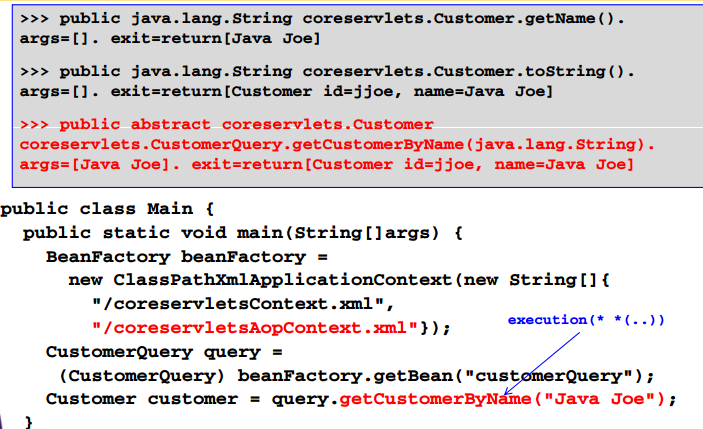 >>> public java.lang.String coreservlets.Customer.getName().
args=[]. exit=return[Java Joe]
>>> public java.lang.String coreservlets.Customer.toString().
args=[]. exit=return[Customer id=jjoe, name=Java Joe]
>>> public abstract coreservlets.Customer
coreservlets.CustomerQuery.getCustomerByName(java.lang.String).
args=[Java Joe]. exit=return[Customer id=jjoe, name=Java Joe]
public class Main {
public static void main(String[]args) {
BeanFactory beanFactory =
new ClassPathXmlApplicationContext(new String[]{
"/coreservletsContext.xml",
"/coreservletsAopContext.xml"});
execution(* *(..))
CustomerQuery query =
(CustomerQuery) beanFactory.getBean("customerQuery");
Customer customer = query.getCustomerByName("Java Joe");
}